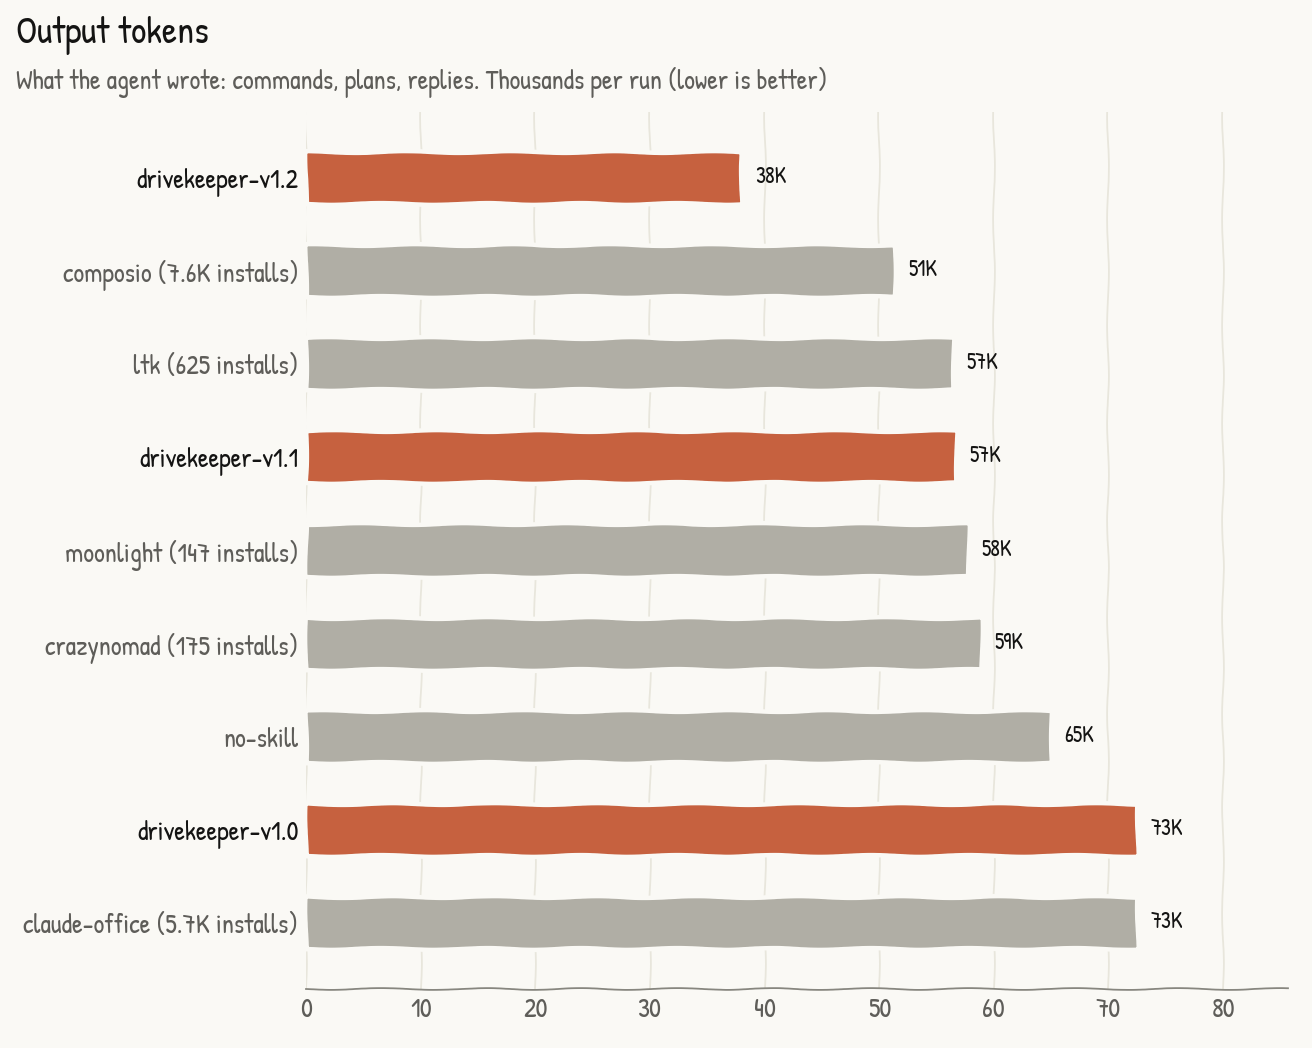 Output tokens
What the agent wrote: commands, plans, replies. Thousands per run (lower is better)
drivekeeper-v1.2 38K
composio (7.6K installs) 51K
ltk (625 installs) 57K
drivekeeper-v1.1 57K
moonlight (147 installs) 58K
crazynomad (175 installs) 59K
no-skill 65K
drivekeeper-v1.0 73K
claude-office (5.7K installs) 73K
0 10 20 30 40 50 60 70 80